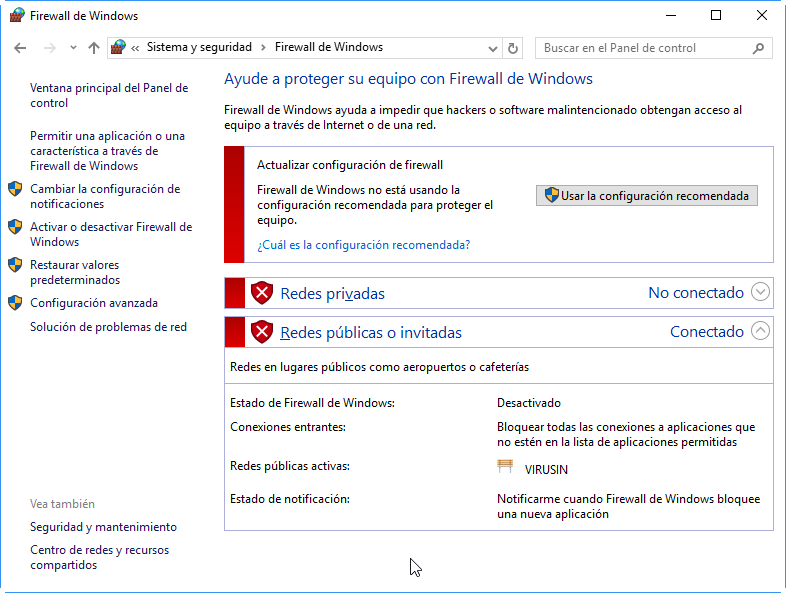 Firewall de Windows
« Sistema y seguridad > Firewall de Windows
Buscar en el Panel de control
Ventana principal del Panel de
control
Permitir una aplicación o una
característica a través de
Firewall de Windows
Cambiar la configuración de
notificaciones
Activar o desactivar Firewall de
Windows
Restaurar valores
predeterminados
Configuración avanzada
Solución de problemas de red
Vea también
Seguridad y mantenimiento
Centro de redes y recursos
compartidos
Ayude a proteger su equipo con Firewall de Windows
Firewall de Windows ayuda a impedir que hackers o software malintencionado obtengan acceso al
equipo a través de Internet o de una red.
Actualizar configuración de firewall
Firewall de Windows no está usando la
configuración recomendada para proteger el
equipo.
Usar la configuración recomendada
¿Cuál es la configuración recomendada?
Redes privadas No conectado
Redes públicas o invitadas Conectado
Redes en lugares públicos como aeropuertos o cafeterías
Estado de Firewall de Windows: Desactivado
Conexiones entrantes: Bloquear todas las conexiones a aplicaciones que
no estén en la lista de aplicaciones permitidas
Redes públicas activas: VIRUSIN
Estado de notificación: Notificarme cuando Firewall de Windows bloquee
una nueva aplicación